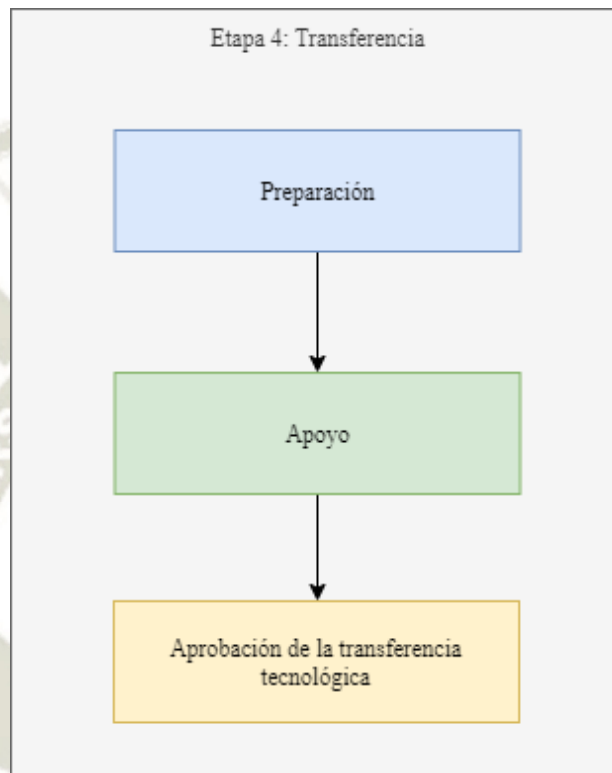 Etapa 4: Transferencia
Preparación
Apoyo
Aprobación de la transferencia
tecnológica